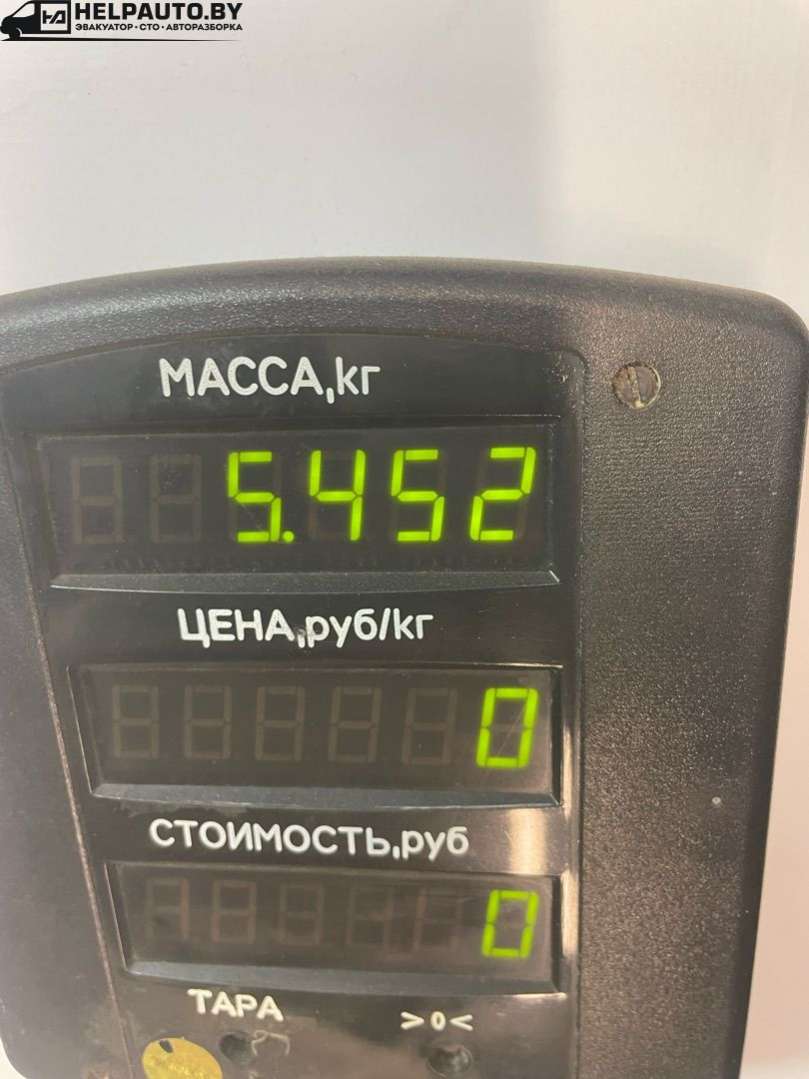 HELPAUTO.BY
ЭВАКУАТОР • СТО • АВТОРАЗБОРКА
МАССА,кг
5.452
ЦЕНА,руб/кг
0
СТОИМОСТЬ,руб
0
ТАРА >0<